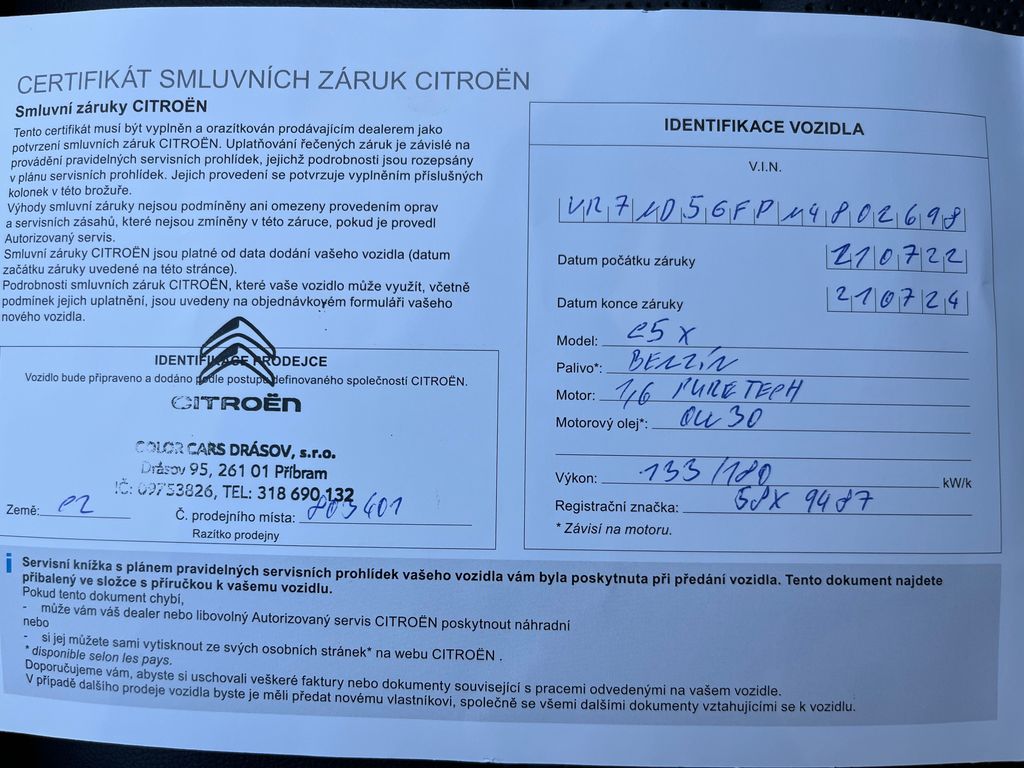 CERTIFIKÁT SMLUVNÍCH ZÁRUK CITROËN
Smluvní záruky CITROËN
Tento certifikát musí být vyplněn a orazítkován prodávajícím dealerem jako
potvrzení smluvních záruk CITROËN. Uplatňování řečených záruk je závislé na
provádění pravidelných servisních prohlídek, jejichž podrobnosti jsou rozepsány
v plánu servisních prohlídek. Jejich provedení se potvrzuje vyplněním příslušných
kolonek v této brožuře.
Výhody smluvní záruky nejsou podmíněny ani omezeny provedením oprav
a servisních zásahů, které nejsou zmíněny v této záruce, pokud je provedl
Autorizovaný servis.
Smluvní záruky CITROËN jsou platné od data dodání vašeho vozidla (datum
začátku záruky uvedené na této stránce).
Podrobnosti smluvních záruk CITROËN, které vaše vozidlo může využít, včetně
podmínek jejich uplatnění, jsou uvedeny na objednávkovém formuláři vašeho
nového vozidla.
IDENTIFIKACE PRODEJCE
Vozidlo bude připraveno a dodáno podle postupu definovaného společností CITROËN.
CITROËN
COLOR CARS DRÁSOV, s.r.o.
Drásov 95, 261 01 Příbram
IČ: 09753826, TEL: 318 690 132
Země: CZ
Č. prodejního místa: 803401
Razítko prodejny
IDENTIFIKACE VOZIDLA
V.I.N.
VR71D56FP14802698
Datum počátku záruky 210722
Datum konce záruky 210724
Model: C5 X
Palivo*: BENZÍN
Motor: 1,6 PURETECH
Motorový olej*: 0W30
Výkon: 133/180 kW/k
Registrační značka: 5PX 9487
* Závisí na motoru.
i Servisní knížka s plánem pravidelných servisních prohlídek vašeho vozidla vám byla poskytnuta při předání vozidla. Tento dokument najdete
přibalený ve složce s příručkou k vašemu vozidlu.
Pokud tento dokument chybí,
- může vám váš dealer nebo libovolný Autorizovaný servis CITROËN poskytnout náhradní
nebo
- si jej můžete sami vytisknout ze svých osobních stránek* na webu CITROËN .
* disponible selon les pays.
Doporučujeme vám, abyste si uschovali veškeré faktury nebo dokumenty související s pracemi odvedenými na vašem vozidle.
V případě dalšího prodeje vozidla byste je měli předat novému vlastníkovi, společně se všemi dalšími dokumenty vztahujícími se k vozidlu.